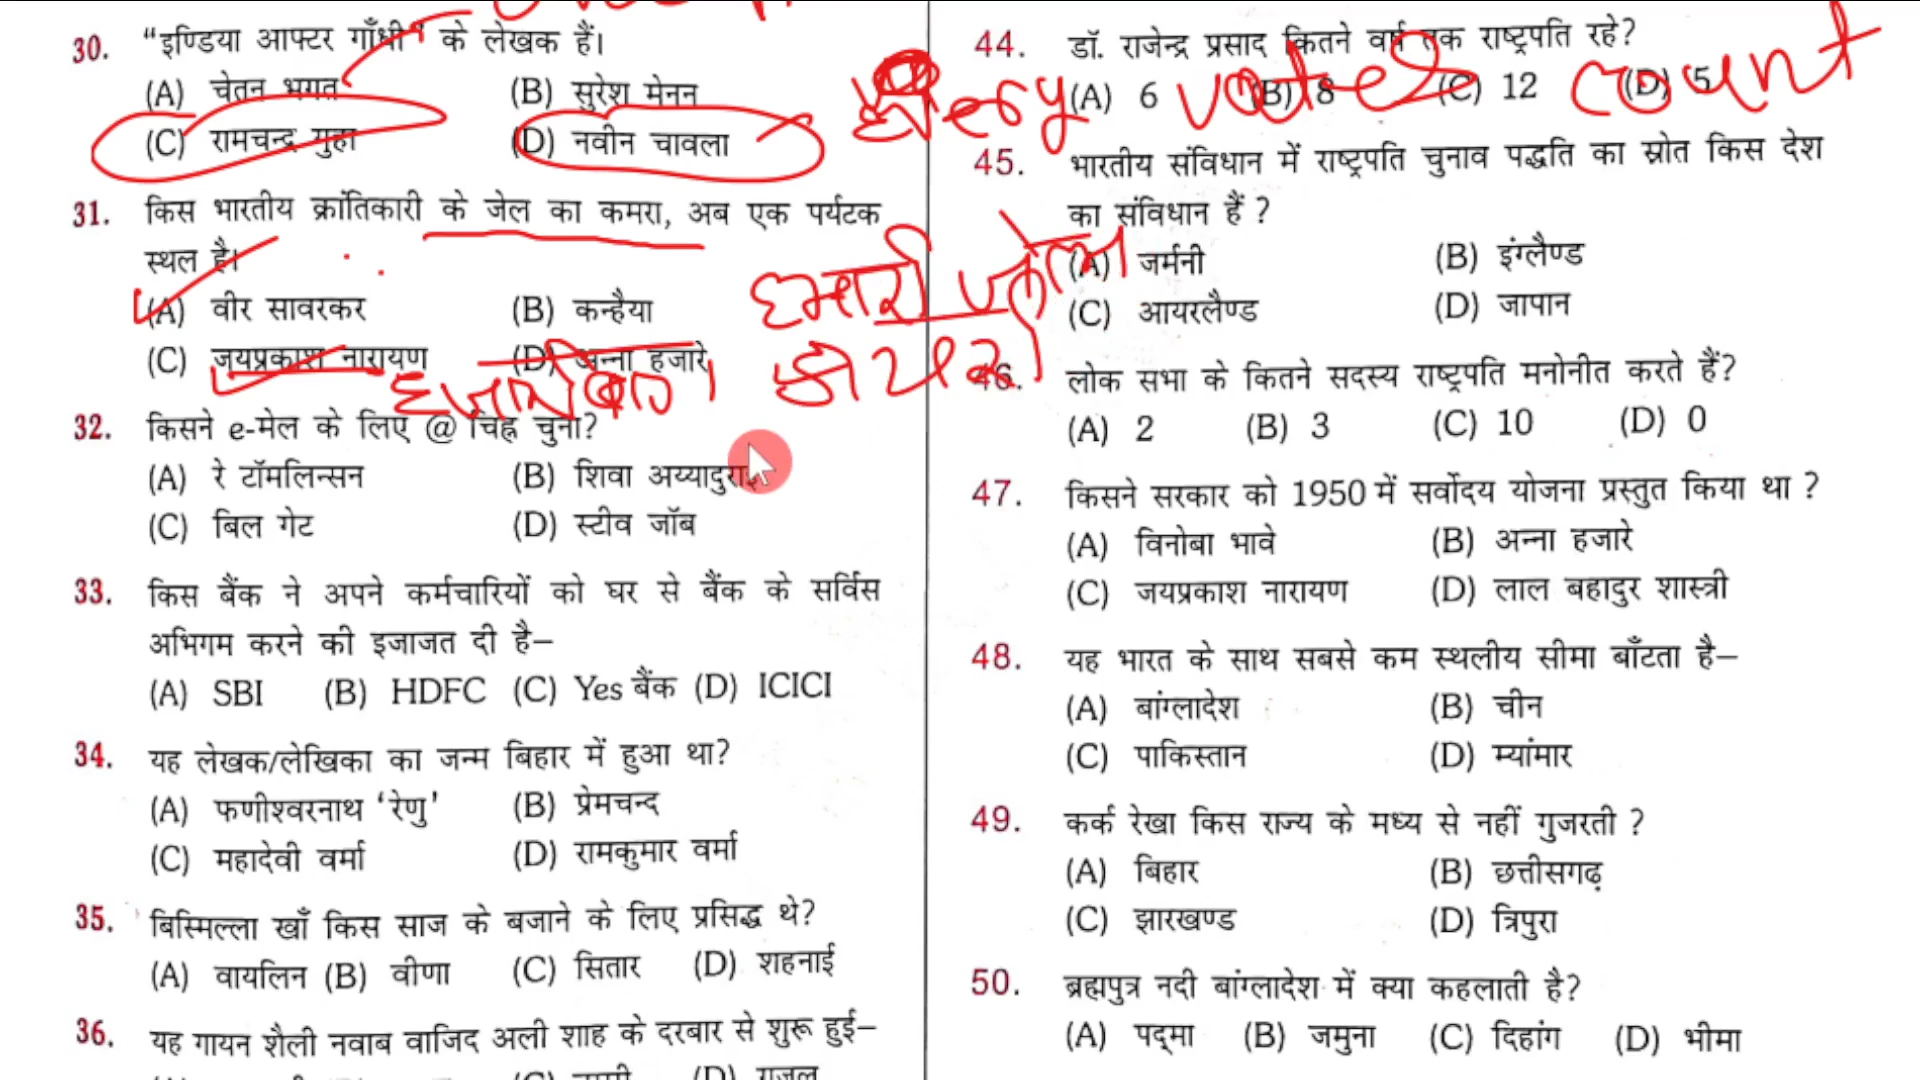 30. “इण्डिया आफ्टर गाँधी” के लेखक हैं।
(A) चेतन भगत (B) सुरेश मेनन
(C) रामचन्द्र गुहा (D) नवीन चावला
31. किस भारतीय क्रांतिकारी के जेल का कमरा, अब एक पर्यटक
स्थल है।
(A) वीर सावरकर (B) कन्हैया
(C) जयप्रकाश नारायण (D) अन्ना हजारे
हजारीबाग
32. किसने e-मेल के लिए @ चिह्न चुना?
(A) रे टॉमलिन्सन (B) शिवा अय्यादुराई
(C) बिल गेट (D) स्टीव जॉब
33. किस बैंक ने अपने कर्मचारियों को घर से बैंक के सर्विस
अभिगम करने की इजाजत दी है–
(A) SBI (B) HDFC (C) Yes बैंक (D) ICICI
34. यह लेखक/लेखिका का जन्म बिहार में हुआ था?
(A) फणीश्वरनाथ ‘रेणु’ (B) प्रेमचन्द
(C) महादेवी वर्मा (D) रामकुमार वर्मा
35. बिस्मिल्ला खाँ किस साज के बजाने के लिए प्रसिद्ध थे?
(A) वायलिन (B) वीणा (C) सितार (D) शहनाई
36. यह गायन शैली नवाब वाजिद अली शाह के दरबार से शुरू हुई–
(D) गजल
44. डॉ. राजेन्द्र प्रसाद कितने वर्ष तक राष्ट्रपति रहे?
(A) 6 (B) 8 (C) 12 (D) 5
count
45. भारतीय संविधान में राष्ट्रपति चुनाव पद्धति का स्रोत किस देश
का संविधान हैं ?
(A) जर्मनी (B) इंग्लैण्ड
(C) आयरलैण्ड (D) जापान
46. लोक सभा के कितने सदस्य राष्ट्रपति मनोनीत करते हैं?
(A) 2 (B) 3 (C) 10 (D) 0
47. किसने सरकार को 1950 में सर्वोदय योजना प्रस्तुत किया था ?
(A) विनोबा भावे (B) अन्ना हजारे
(C) जयप्रकाश नारायण (D) लाल बहादुर शास्त्री
48. यह भारत के साथ सबसे कम स्थलीय सीमा बाँटता है–
(A) बांग्लादेश (B) चीन
(C) पाकिस्तान (D) म्यांमार
49. कर्क रेखा किस राज्य के मध्य से नहीं गुजरती ?
(A) बिहार (B) छत्तीसगढ़
(C) झारखण्ड (D) त्रिपुरा
50. ब्रह्मपुत्र नदी बांग्लादेश में क्या कहलाती है?
(A) पद्मा (B) जमुना (C) दिहांग (D) भीमा